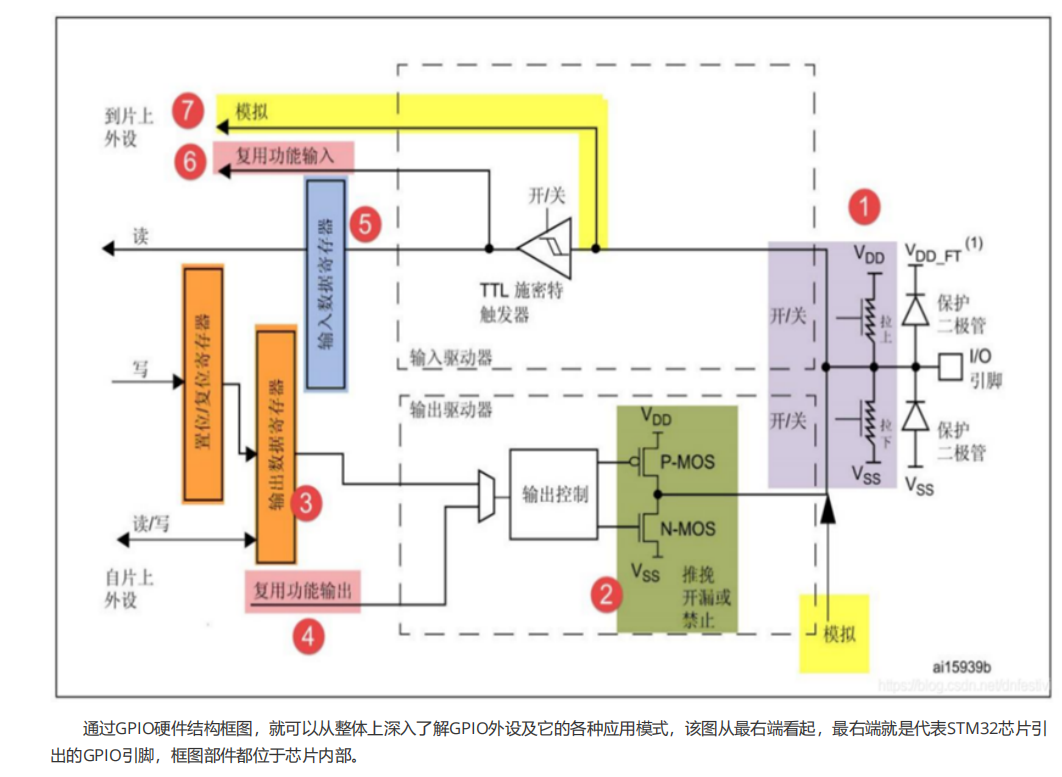 到片上
外设
7
模拟
6
复用功能输入
5
输入数据寄存器
读
开/关
TTL 施密特
触发器
输入驱动器
1
VDD
VDD_FT (1)
开/关
拉上
保护
二极管
I/O
引脚
写
置位/复位寄存器
输出数据寄存器
3
读/写
自片上
外设
复用功能输出
4
输出驱动器
输出控制
VDD
P-MOS
N-MOS
VSS
2
推挽
开漏或
禁止
开/关
拉下
VSS
保护
二极管
VSS
模拟
ai15939b
通过GPIO硬件结构框图，就可以从整体上深入了解GPIO外设及它的各种应用模式，该图从最右端看起，最右端就是代表STM32芯片引
出的GPIO引脚，框图部件都位于芯片内部。